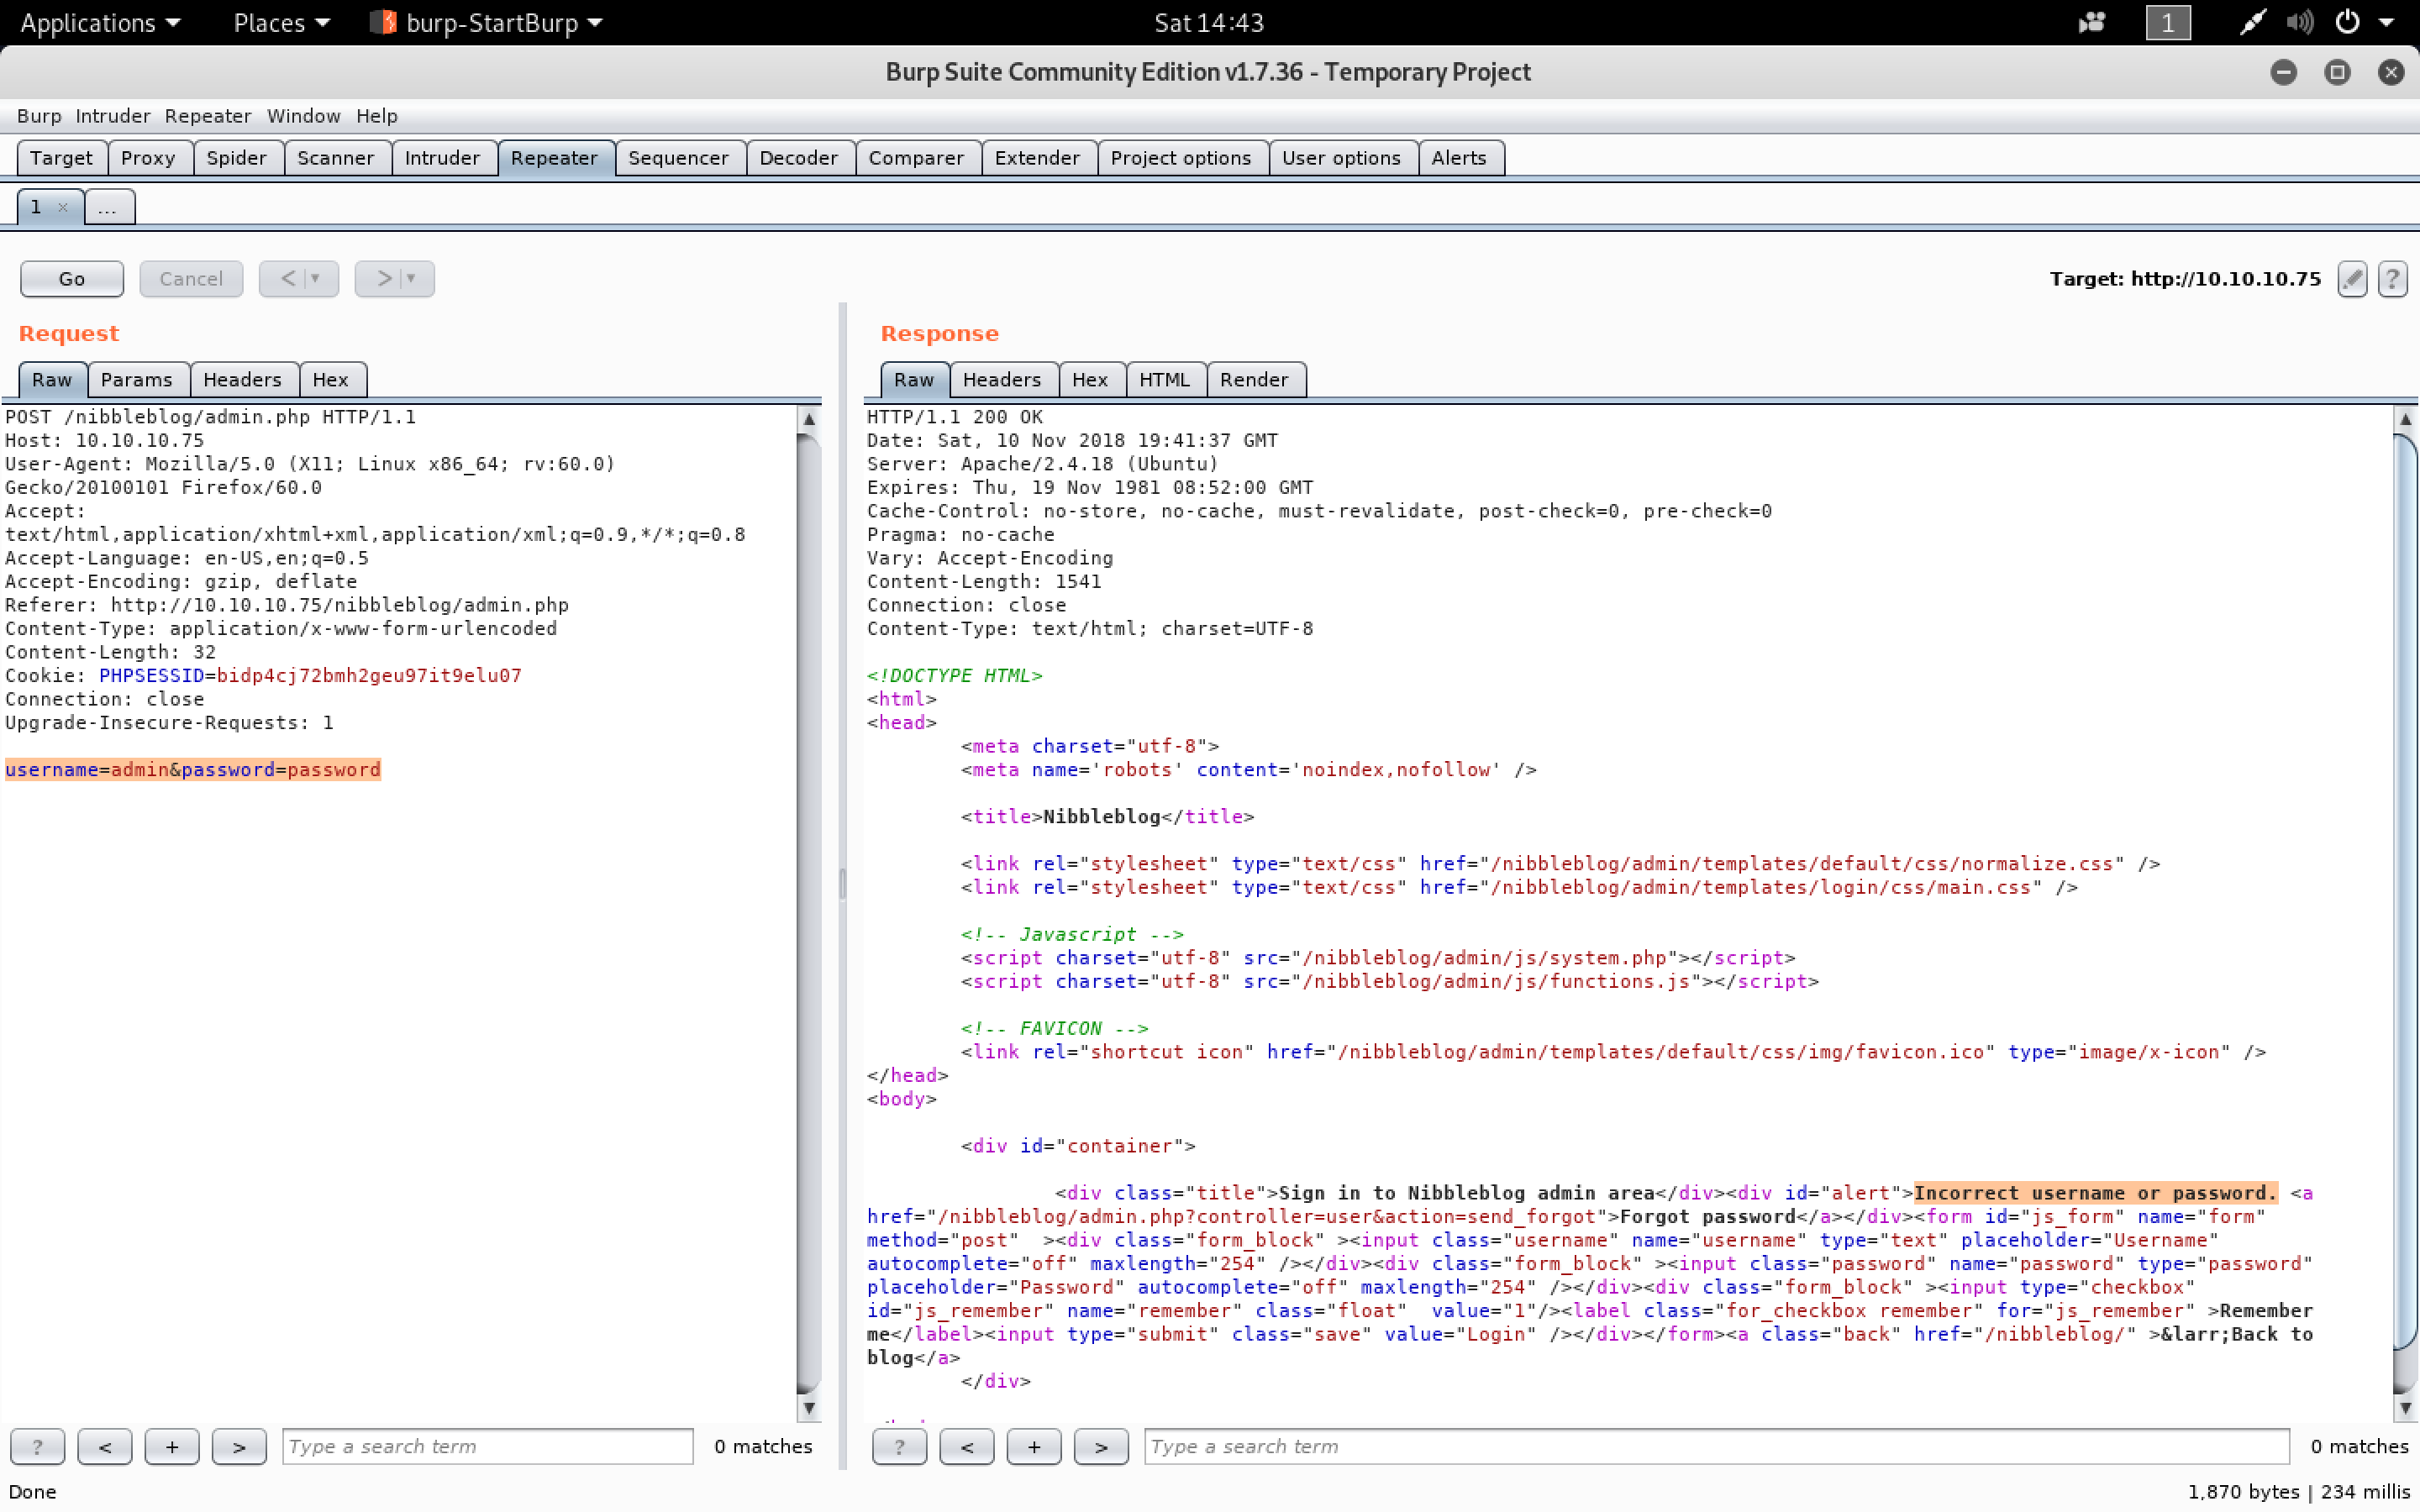 Applications Places burp-StartBurp Sat 14:43 1
Burp Suite Community Edition v1.7.36 - Temporary Project
Burp Intruder Repeater Window Help
Target Proxy Spider Scanner Intruder Repeater Sequencer Decoder Comparer Extender Project options User options Alerts
1 × ...
Go Cancel < > Target: http://10.10.10.75 ?
Request
Raw Params Headers Hex
POST /nibbleblog/admin.php HTTP/1.1
Host: 10.10.10.75
User-Agent: Mozilla/5.0 (X11; Linux x86_64; rv:60.0)
Gecko/20100101 Firefox/60.0
Accept:
text/html,application/xhtml+xml,application/xml;q=0.9,*/*;q=0.8
Accept-Language: en-US,en;q=0.5
Accept-Encoding: gzip, deflate
Referer: http://10.10.10.75/nibbleblog/admin.php
Content-Type: application/x-www-form-urlencoded
Content-Length: 32
Cookie: PHPSESSID=bidp4cj72bmh2geu97it9elu07
Connection: close
Upgrade-Insecure-Requests: 1
username=admin&password=password
? < + > Type a search term 0 matches
Response
Raw Headers Hex HTML Render
HTTP/1.1 200 OK
Date: Sat, 10 Nov 2018 19:41:37 GMT
Server: Apache/2.4.18 (Ubuntu)
Expires: Thu, 19 Nov 1981 08:52:00 GMT
Cache-Control: no-store, no-cache, must-revalidate, post-check=0, pre-check=0
Pragma: no-cache
Vary: Accept-Encoding
Content-Length: 1541
Connection: close
Content-Type: text/html; charset=UTF-8
<!DOCTYPE HTML>
<html>
<head>
<meta charset="utf-8">
<meta name='robots' content='noindex,nofollow' />
<title>Nibbleblog</title>
<link rel="stylesheet" type="text/css" href="/nibbleblog/admin/templates/default/css/normalize.css" />
<link rel="stylesheet" type="text/css" href="/nibbleblog/admin/templates/login/css/main.css" />
<!-- Javascript -->
<script charset="utf-8" src="/nibbleblog/admin/js/system.php"></script>
<script charset="utf-8" src="/nibbleblog/admin/js/functions.js"></script>
<!-- FAVICON -->
<link rel="shortcut icon" href="/nibbleblog/admin/templates/default/css/img/favicon.ico" type="image/x-icon" />
</head>
<body>
<div id="container">
<div class="title">Sign in to Nibbleblog admin area</div><div id="alert">Incorrect username or password. <a
href="/nibbleblog/admin.php?controller=user&action=send_forgot">Forgot password</a></div><form id="js_form" name="form"
method="post"  ><div class="form_block" ><input class="username" name="username" type="text" placeholder="Username"
autocomplete="off" maxlength="254" /></div><div class="form_block" ><input class="password" name="password" type="password"
placeholder="Password" autocomplete="off" maxlength="254" /></div><div class="form_block" ><input type="checkbox"
id="js_remember" name="remember" class="float"  value="1"/><label class="for_checkbox remember" for="js_remember" >Remember
me</label><input type="submit" class="save" value="Login" /></div></form><a class="back" href="/nibbleblog/" >&larr;Back to
blog</a>
</div>
? < + > Type a search term 0 matches
Done 1,870 bytes | 234 millis